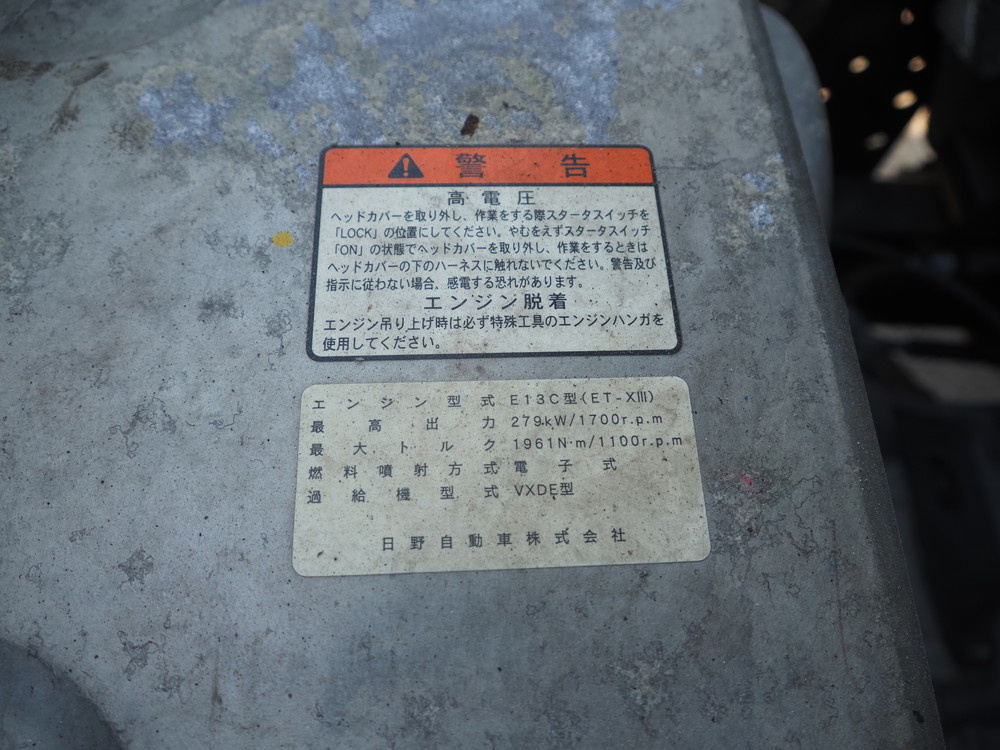 警告
高電圧
ヘッドカバーを取り外し、作業をする際スタータスイッチを
「LOCK」の位置にしてください。やむをえずスタータスイッチ
「ON」の状態でヘッドカバーを取り外し、作業をするときは
ヘッドカバーの下のハーネスに触れないでください。警告及び
指示に従わない場合、感電する恐れがあります。
エンジン脱着
エンジン吊り上げ時は必ず特殊工具のエンジンハンガを
使用してください。
エンジン型式 E13C型(ET-XⅢ)
最高出力 279kW/1700r.p.m
最大トルク 1961N·m/1100r.p.m
燃料噴射方式 電子式
過給機型式 VXDE型
日野自動車株式会社